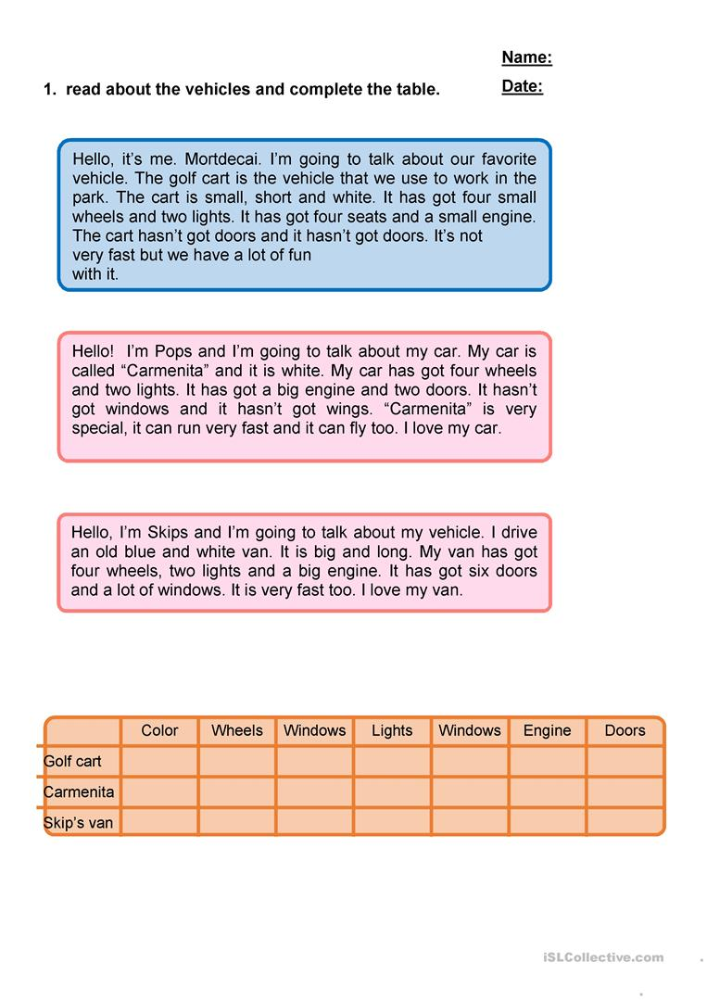 Name:
1. read about the vehicles and complete the table.
Date:
Hello, it’s me. Mortdecai. I’m going to talk about our favorite
vehicle. The golf cart is the vehicle that we use to work in the
park. The cart is small, short and white. It has got four small
wheels and two lights. It has got four seats and a small engine.
The cart hasn’t got doors and it hasn’t got doors. It’s not
very fast but we have a lot of fun
with it.
Hello! I’m Pops and I’m going to talk about my car. My car is
called “Carmenita” and it is white. My car has got four wheels
and two lights. It has got a big engine and two doors. It hasn’t
got windows and it hasn’t got wings. “Carmenita” is very
special, it can run very fast and it can fly too. I love my car.
Hello, I’m Skips and I’m going to talk about my vehicle. I drive
an old blue and white van. It is big and long. My van has got
four wheels, two lights and a big engine. It has got six doors
and a lot of windows. It is very fast too. I love my van.
Color Wheels Windows Lights Windows Engine Doors
Golf cart
Carmenita
Skip’s van
iSLCollective.com